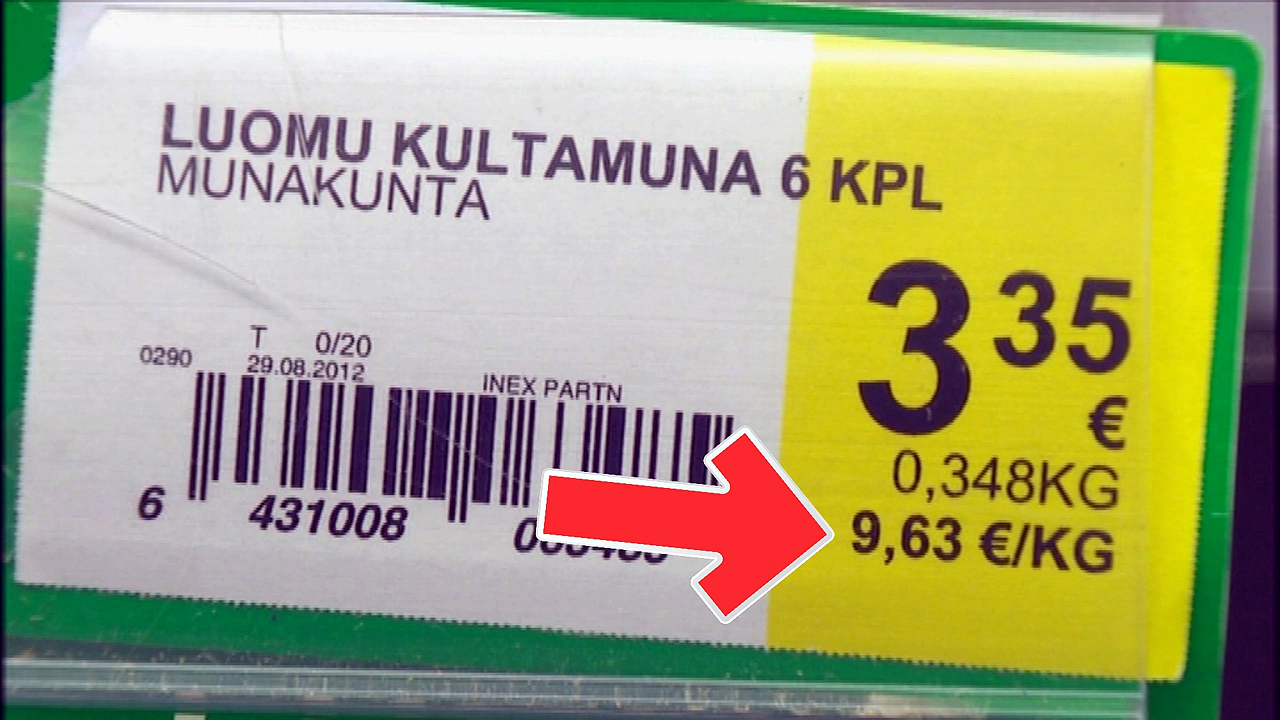 LUOMU KULTAMUNA 6 KPL
MUNAKUNTA
3 35
€
0,348KG
9,63 €/KG
T 0/20
0290 29.08.2012
INEX PARTN
6 431008